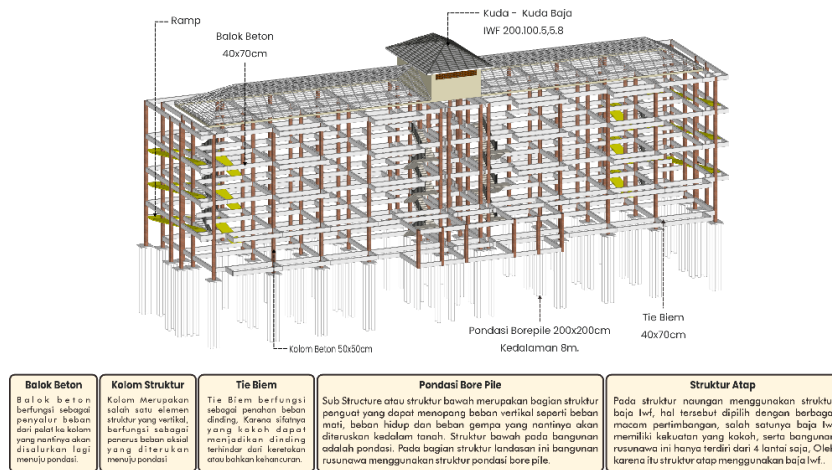 Ramp
Balok Beton
40x70cm
Kuda - Kuda Baja
IWF 200.100.5,5.8
Kolom Beton 50x50cm
Pondasi Borepile 200x200cm
Kedalaman 8m.
Tie Biem
40x70cm
Balok Beton
Balok beton
berfungsi sebagai
penyalur beban
dari palat ke kolom
yang nantinya akan
disalurkan lagi
menuju pondasi.
Kolom Struktur
Kolom Merupakan
salah satu elemen
struktur yang vertikal,
berfungsi sebagai
penerus beban aksial
yang diterukan
menuju pondasi
Tie Biem
Tie Biem berfungsi
sebagai penahan beban
dinding, Karena sifatnya
yang kokoh dapat
menjadikan dinding
terhindar dari keretakan
atau bahkan kehancuran.
Pondasi Bore Pile
Sub Structure atau struktur bawah merupakan bagian struktur
penguat yang dapat menopang beban vertikal seporti beban
mati, beban hidup dan beban gempa yang nantinya akan
diteruskan kedalam tanah. Struktur bawah pada bangunan
adalah pondasi. Pada bagian struktur landasan ini bangunan
rusunawa menggunakan struktur pondasi bore pile.
Struktur Atap
Pada struktur naungan menggunakan struktu
baja Iwf, hal tersebut dipilih dengan berbaga
macam pertimbangan, salah satunya baja Iw
memiliki kekuatan yang kokoh, serta banguna
rusunawa ini hanya terdiri dari 4 lantai saja, Oleh
karena itu struktur atap menggunakan baja Iwf..